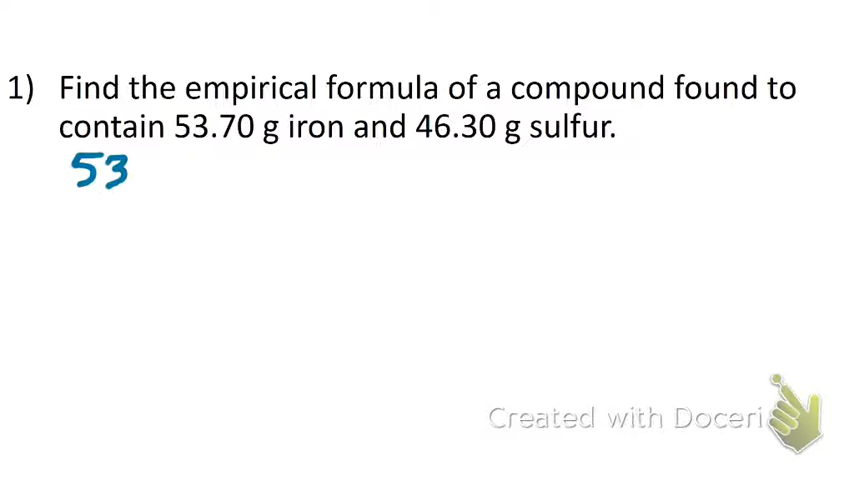 1) Find the empirical formula of a compound found to
contain 53.70 g iron and 46.30 g sulfur.
53
Created with Doceri